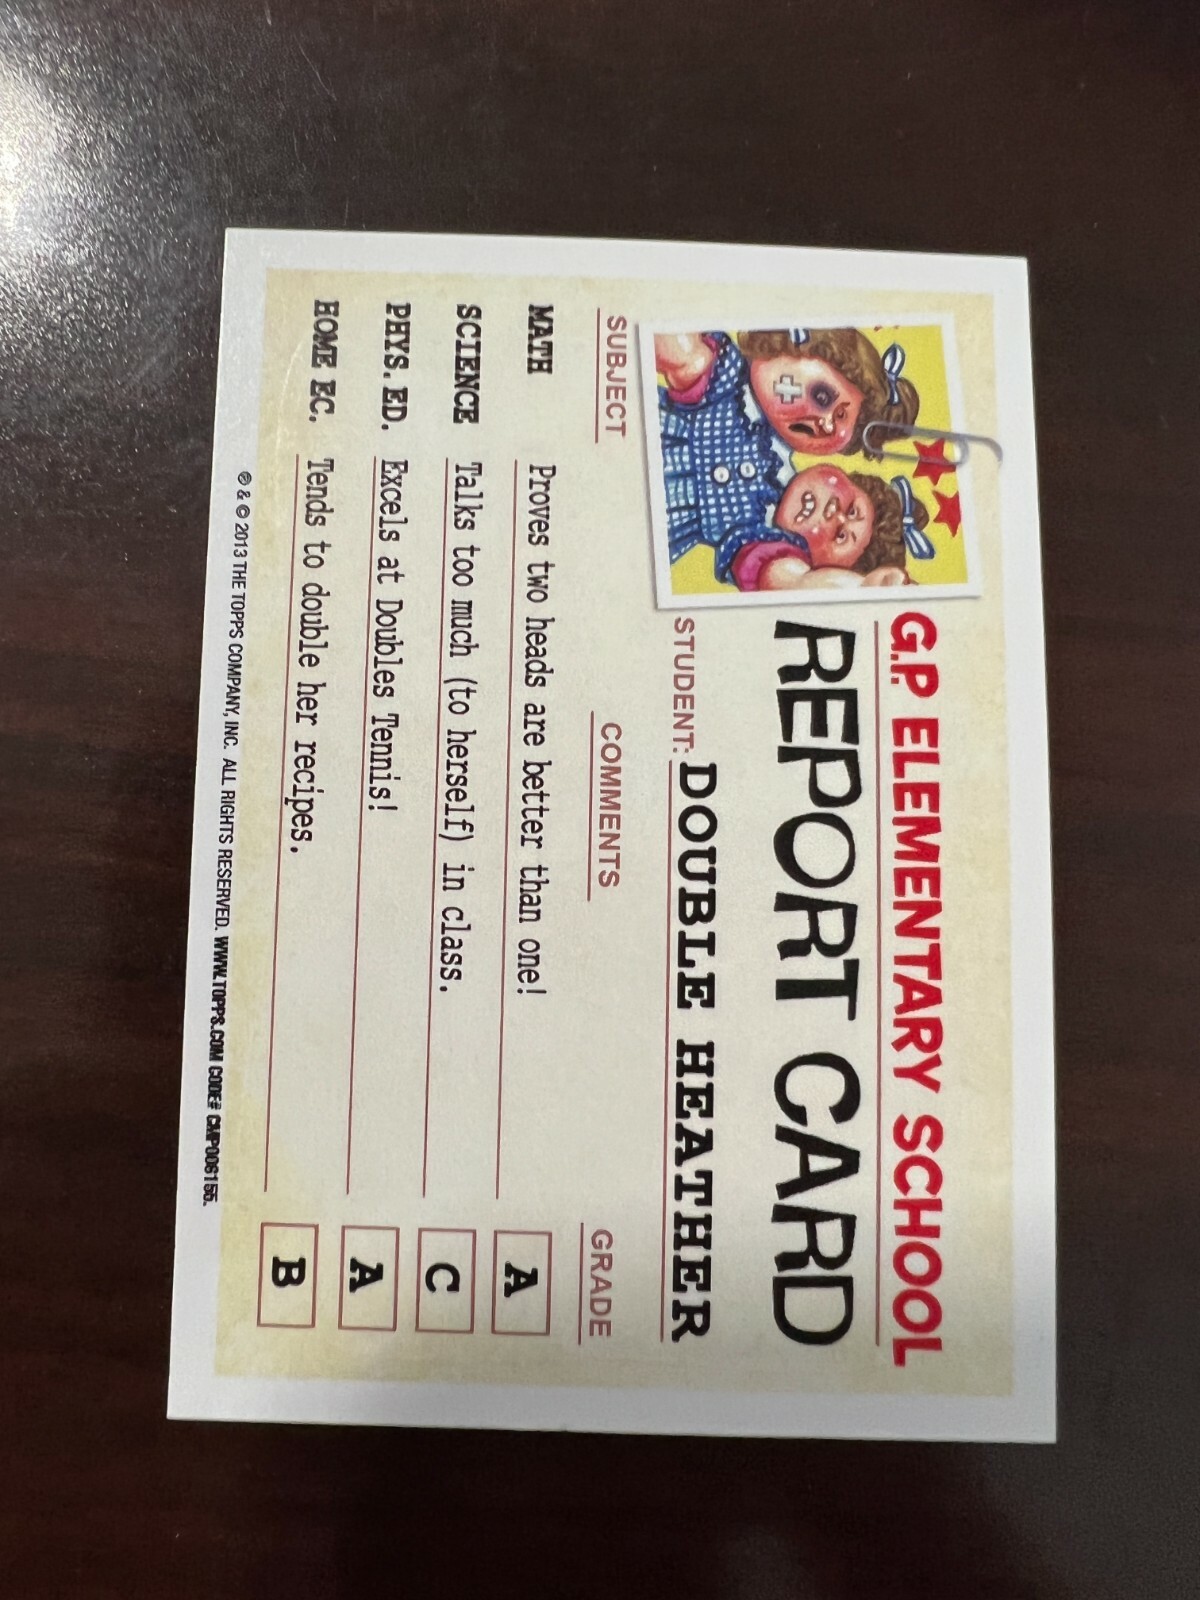 G.P. ELEMENTARY SCHOOL
REPORT CARD
STUDENT: DOUBLE HEATHER
SUBJECT COMMENTS GRADE
MATH Proves two heads are better than one! A
SCIENCE Talks too much (to herself) in class. C
PHYS. ED. Excels at Doubles Tennis! A
HOME EC. Tends to double her recipes. B
® & © 2013 THE TOPPS COMPANY, INC. ALL RIGHTS RESERVED. WWW.TOPPS.COM CODE# CMP006155.